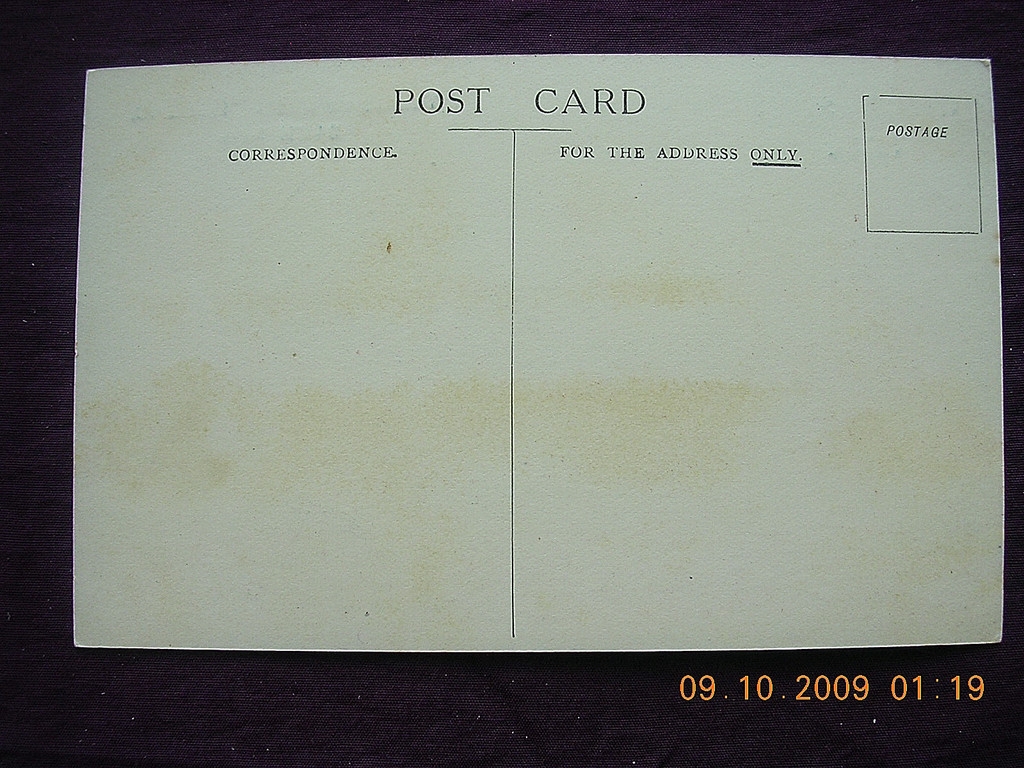 POST CARD
CORRESPONDENCE.
FOR THE ADDRESS ONLY.
POSTAGE
09.10.2009 01:19